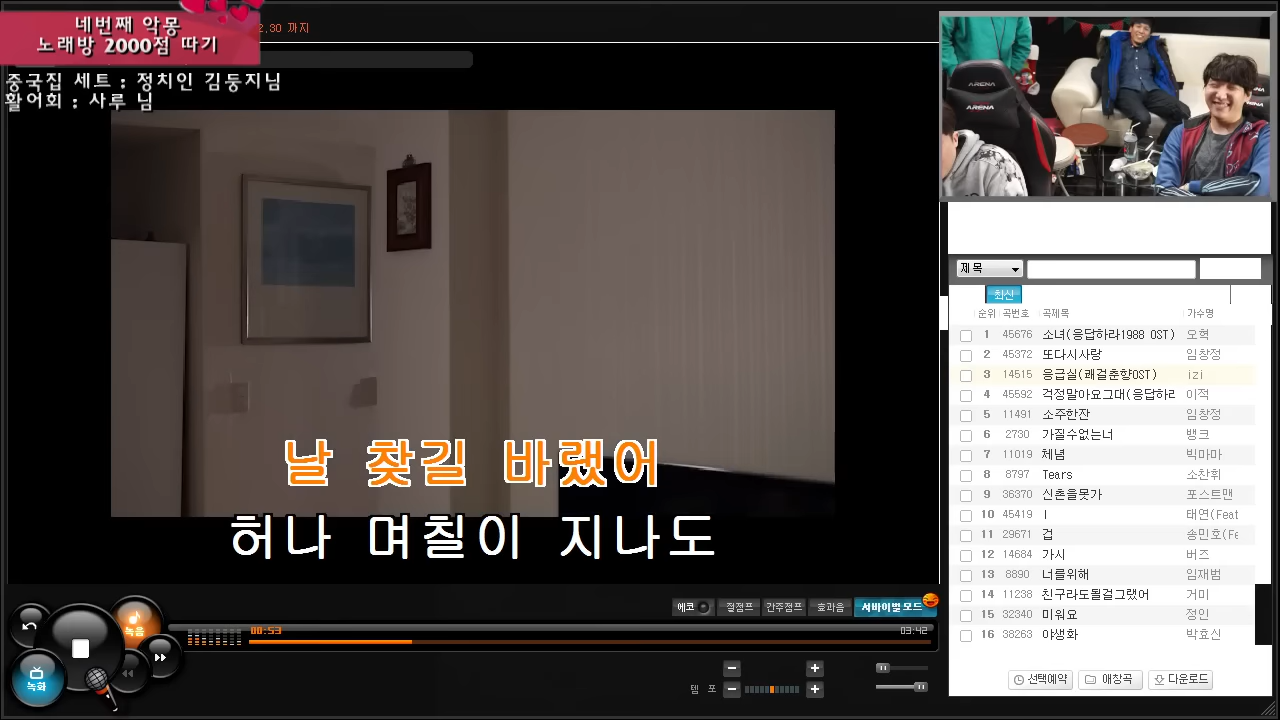 네번째 악몽
노래방 2000점 따기
2.30 까지
중국집 세트 : 정치인 김둥지님
활어회 : 사루 님
ARENA
ARENA
날 찾길 바랬어
허나 며칠이 지나도
제목
최신
순위 곡번호 곡제목 가수명
1 45676 소녀(응답하라1988 OST) 오혁
2 45372 또다시사랑 임창정
3 14515 응급실(쾌걸춘향OST) izi
4 45592 걱정말아요그대(응답하라 이적
5 11491 소주한잔 임창정
6 2730 가질수없는너 뱅크
7 11019 체념 빅마마
8 8797 Tears 소찬휘
9 36370 신촌을못가 포스트맨
10 45419 I 태연(Feat
11 29671 겁 송민호(Fe
12 14684 가시 버즈
13 8890 너를위해 임재범
14 11238 친구라도될걸그랬어 거미
15 32340 미워요 정인
16 38263 야생화 박효신
선택예약 애창곡 다운로드
에코 절점프 간주점프 효과음 서바이벌 모드
녹음
00:53 03:42
녹화
템 포